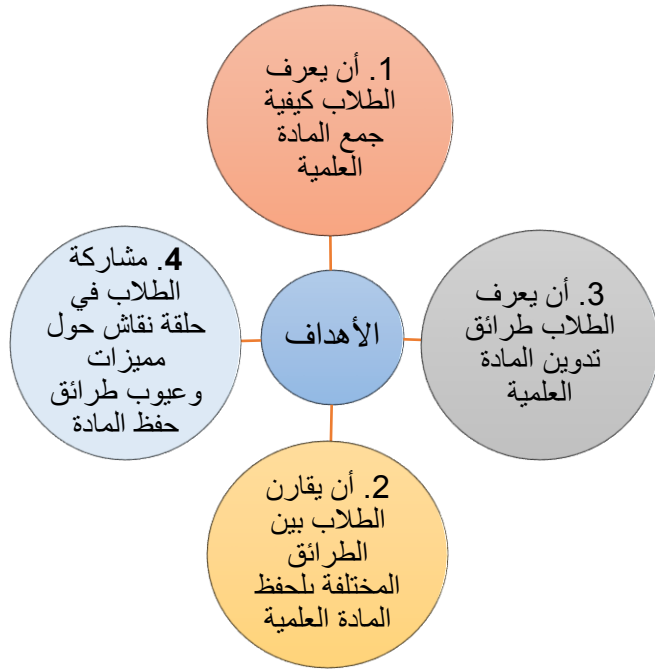 1. أن يعرف
الطلاب كيفية
جمع المادة
العلمية
4. مشاركة
الطلاب في
حلقة نقاش حول
مميزات
وعيوب طرائق
حفظ المادة
الأهداف
3. أن يعرف
الطلاب طرائق
تدوين المادة
العلمية
2. أن يقارن
الطلاب بين
الطرائق
المختلفة بلحفظ
المادة العلمية